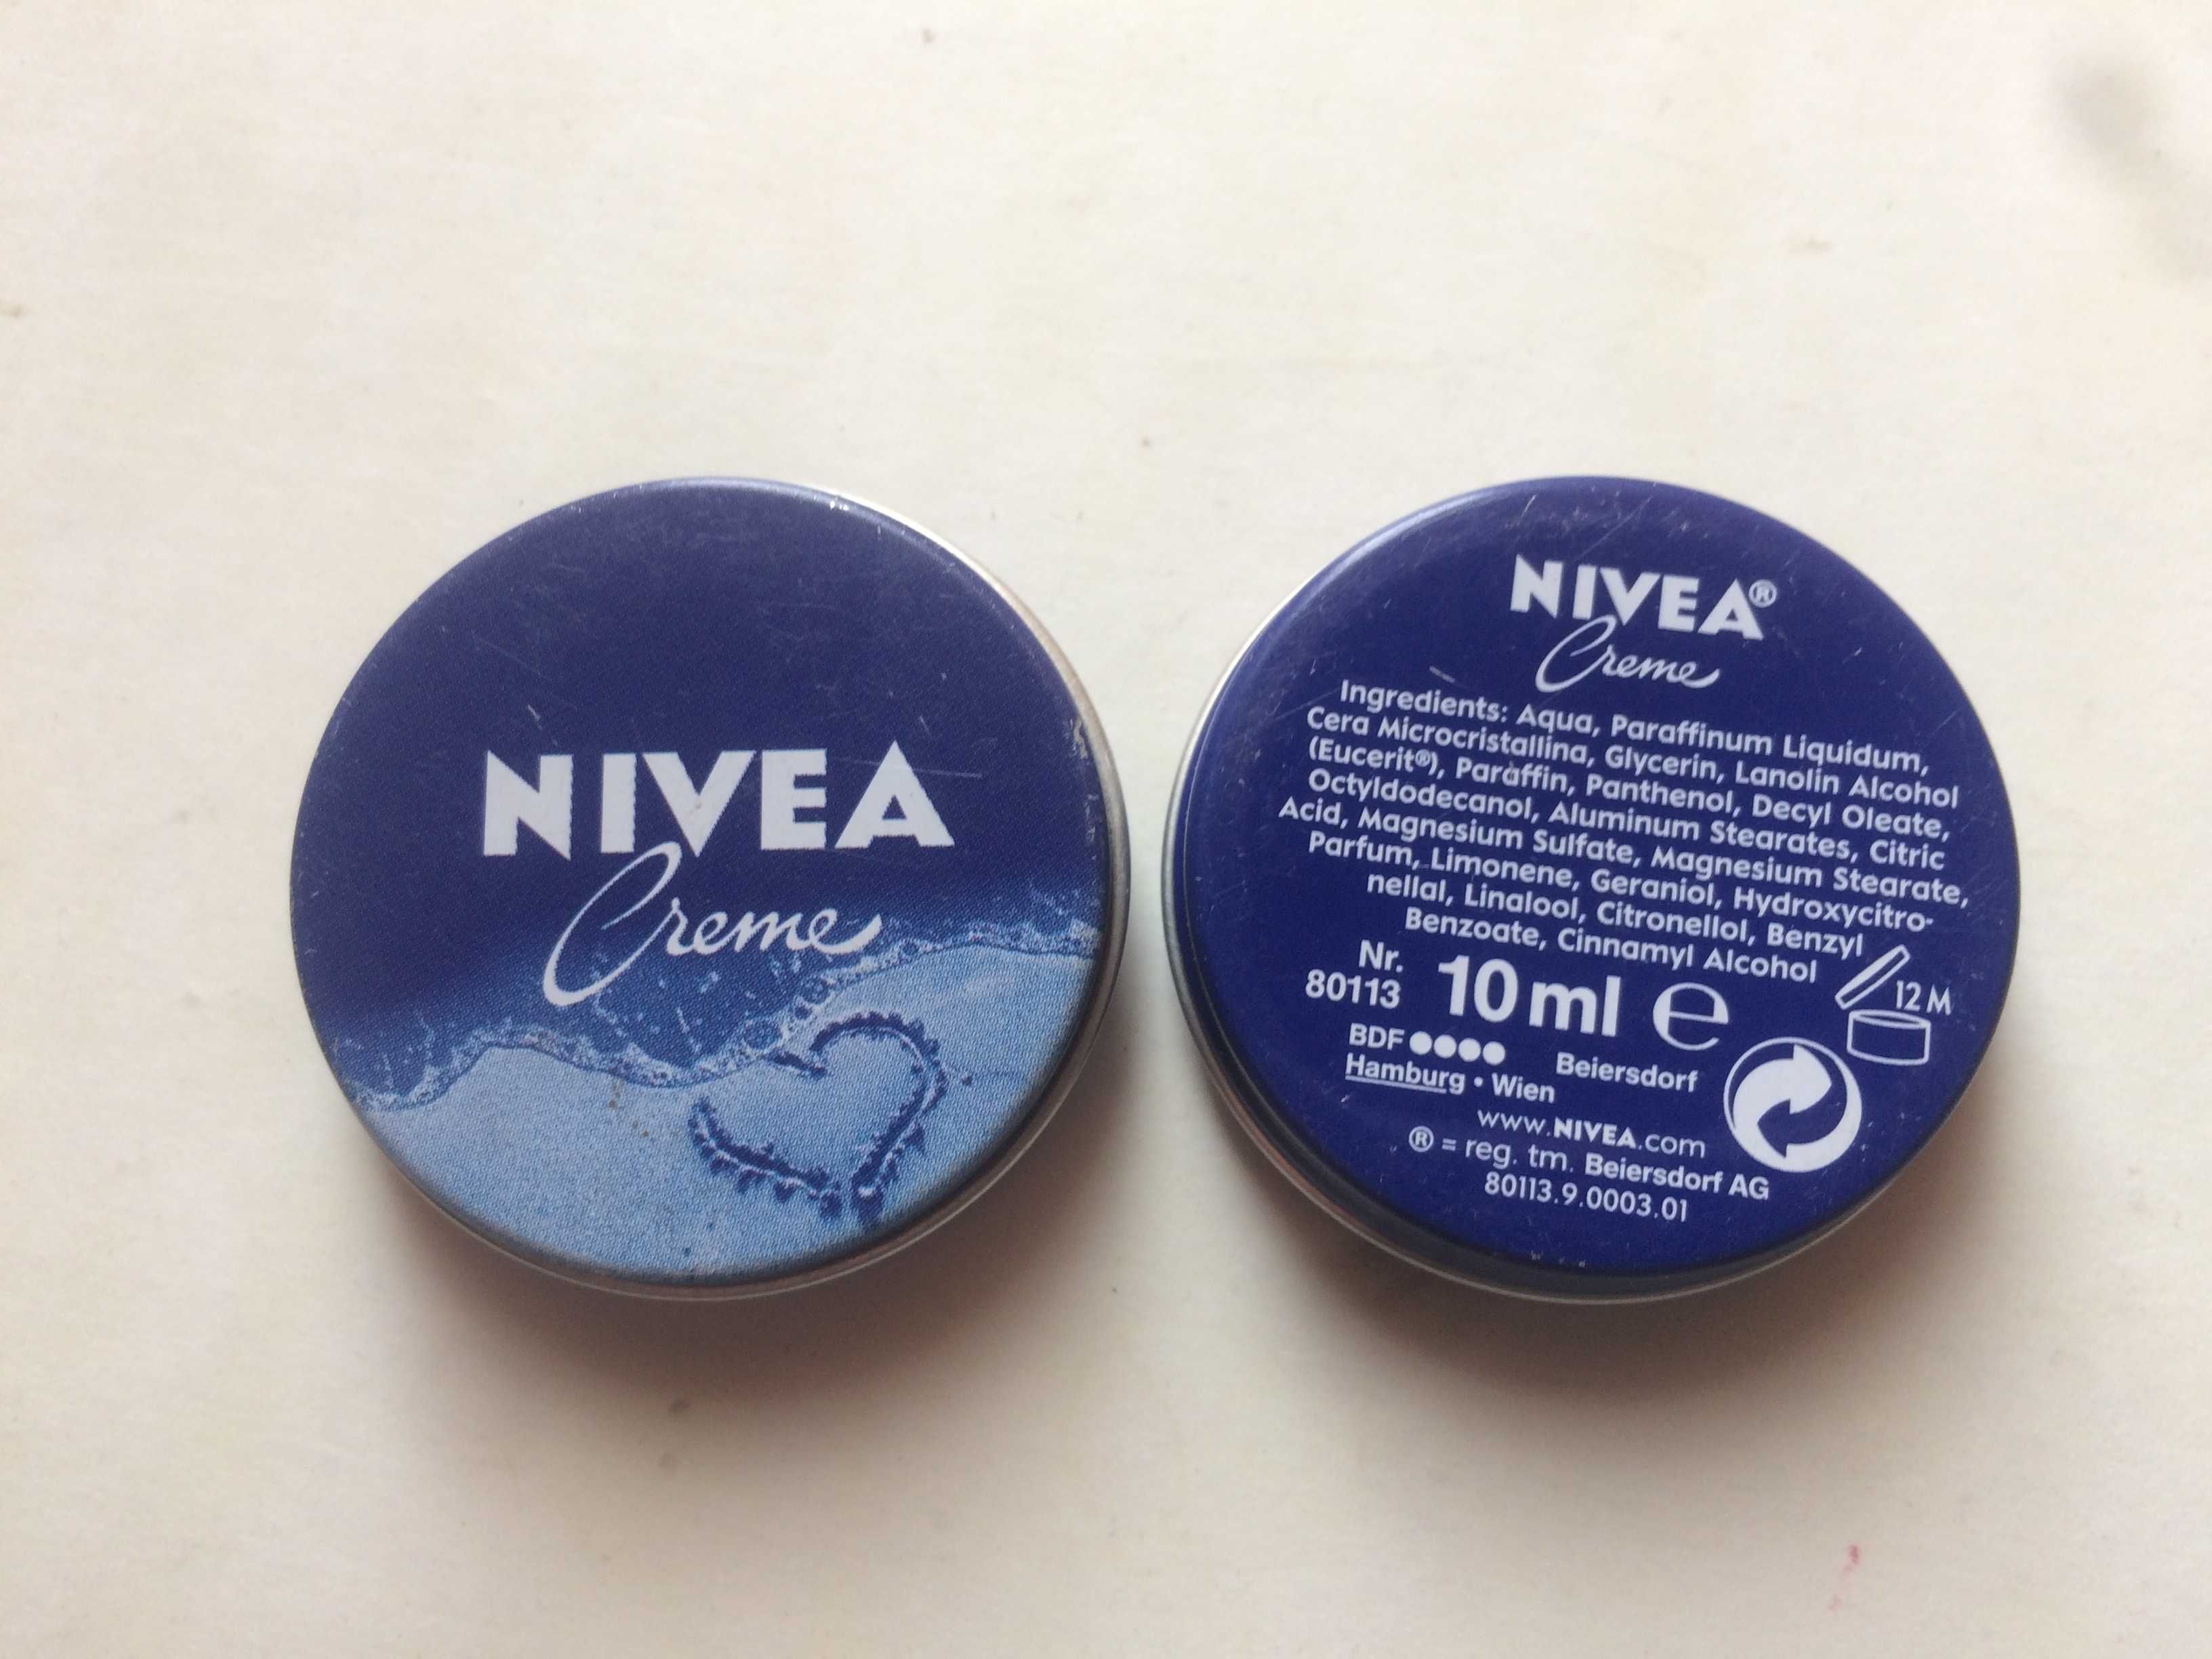 NIVEA
Creme
NIVEA®
Creme
Ingredients: Aqua, Paraffinum Liquidum,
Cera Microcristallina, Glycerin, Lanolin Alcohol
(Eucerit®), Paraffin, Panthenol, Decyl Oleate,
Octyldodecanol, Aluminum Stearates, Citric
Acid, Magnesium Sulfate, Magnesium Stearate,
Parfum, Limonene, Geraniol, Hydroxycitro-
nellal, Linalool, Citronellol, Benzyl
Benzoate, Cinnamyl Alcohol
Nr.
80113
10 ml e
12 M
BDF ●●●● Beiersdorf
Hamburg • Wien
www.NIVEA.com
® = reg. tm. Beiersdorf AG
80113.9.0003.01